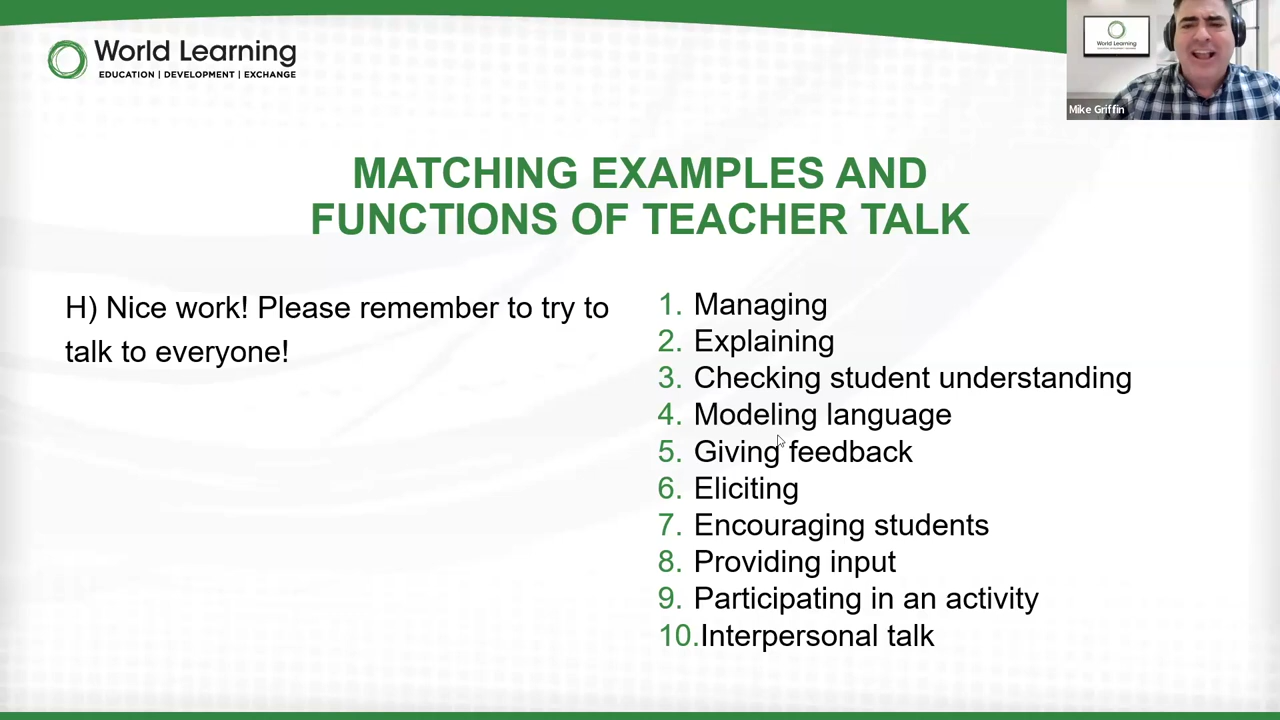 World Learning
EDUCATION | DEVELOPMENT | EXCHANGE
World Learning
Mike Griffin
MATCHING EXAMPLES AND
FUNCTIONS OF TEACHER TALK
H) Nice work! Please remember to try to
talk to everyone!
1. Managing
2. Explaining
3. Checking student understanding
4. Modeling language
5. Giving feedback
6. Eliciting
7. Encouraging students
8. Providing input
9. Participating in an activity
10.Interpersonal talk